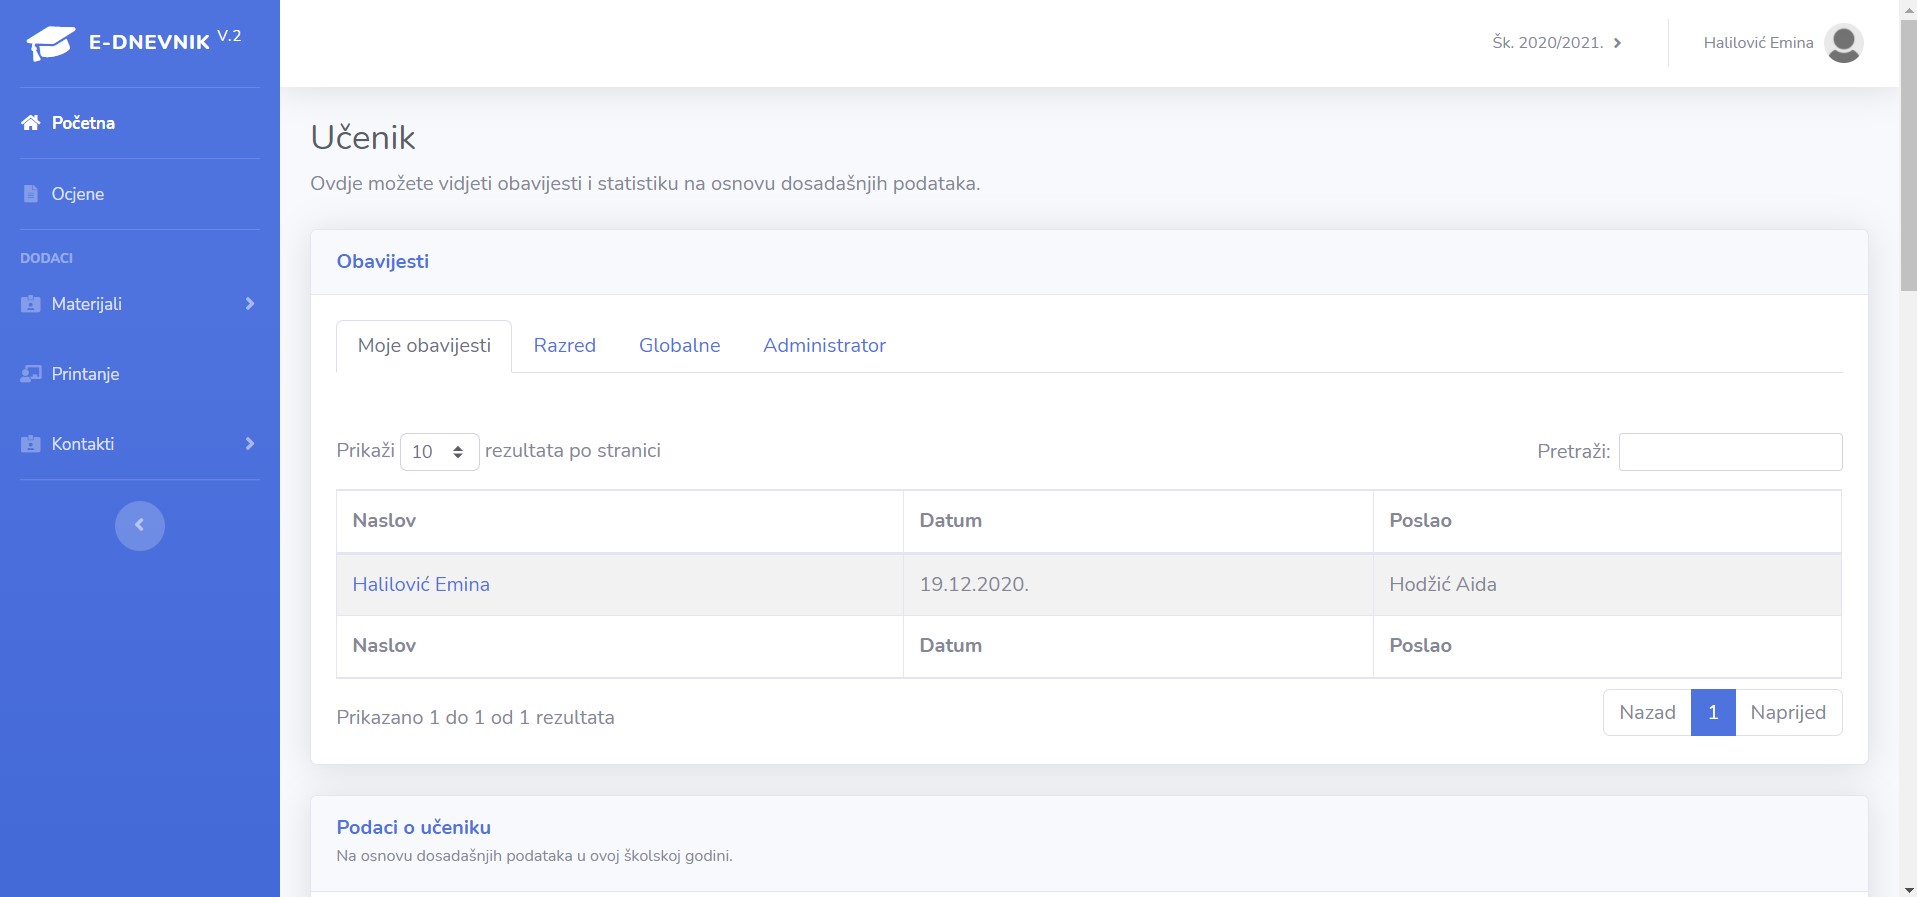 E-DNEVNIK V.2
Šk. 2020/2021.
Halilović Emina
Početna
Ocjene
DODACI
Materijali
Printanje
Kontakti
Učenik
Ovdje možete vidjeti obavijesti i statistiku na osnovu dosadašnjih podataka.
Obavijesti
Moje obavijesti Razred Globalne Administrator
Prikaži 10 rezultata po stranici
Pretraži:
Naslov Datum Poslao
Halilović Emina 19.12.2020. Hodžić Aida
Naslov Datum Poslao
Prikazano 1 do 1 od 1 rezultata
Nazad 1 Naprijed
Podaci o učeniku
Na osnovu dosadašnjih podataka u ovoj školskoj godini.